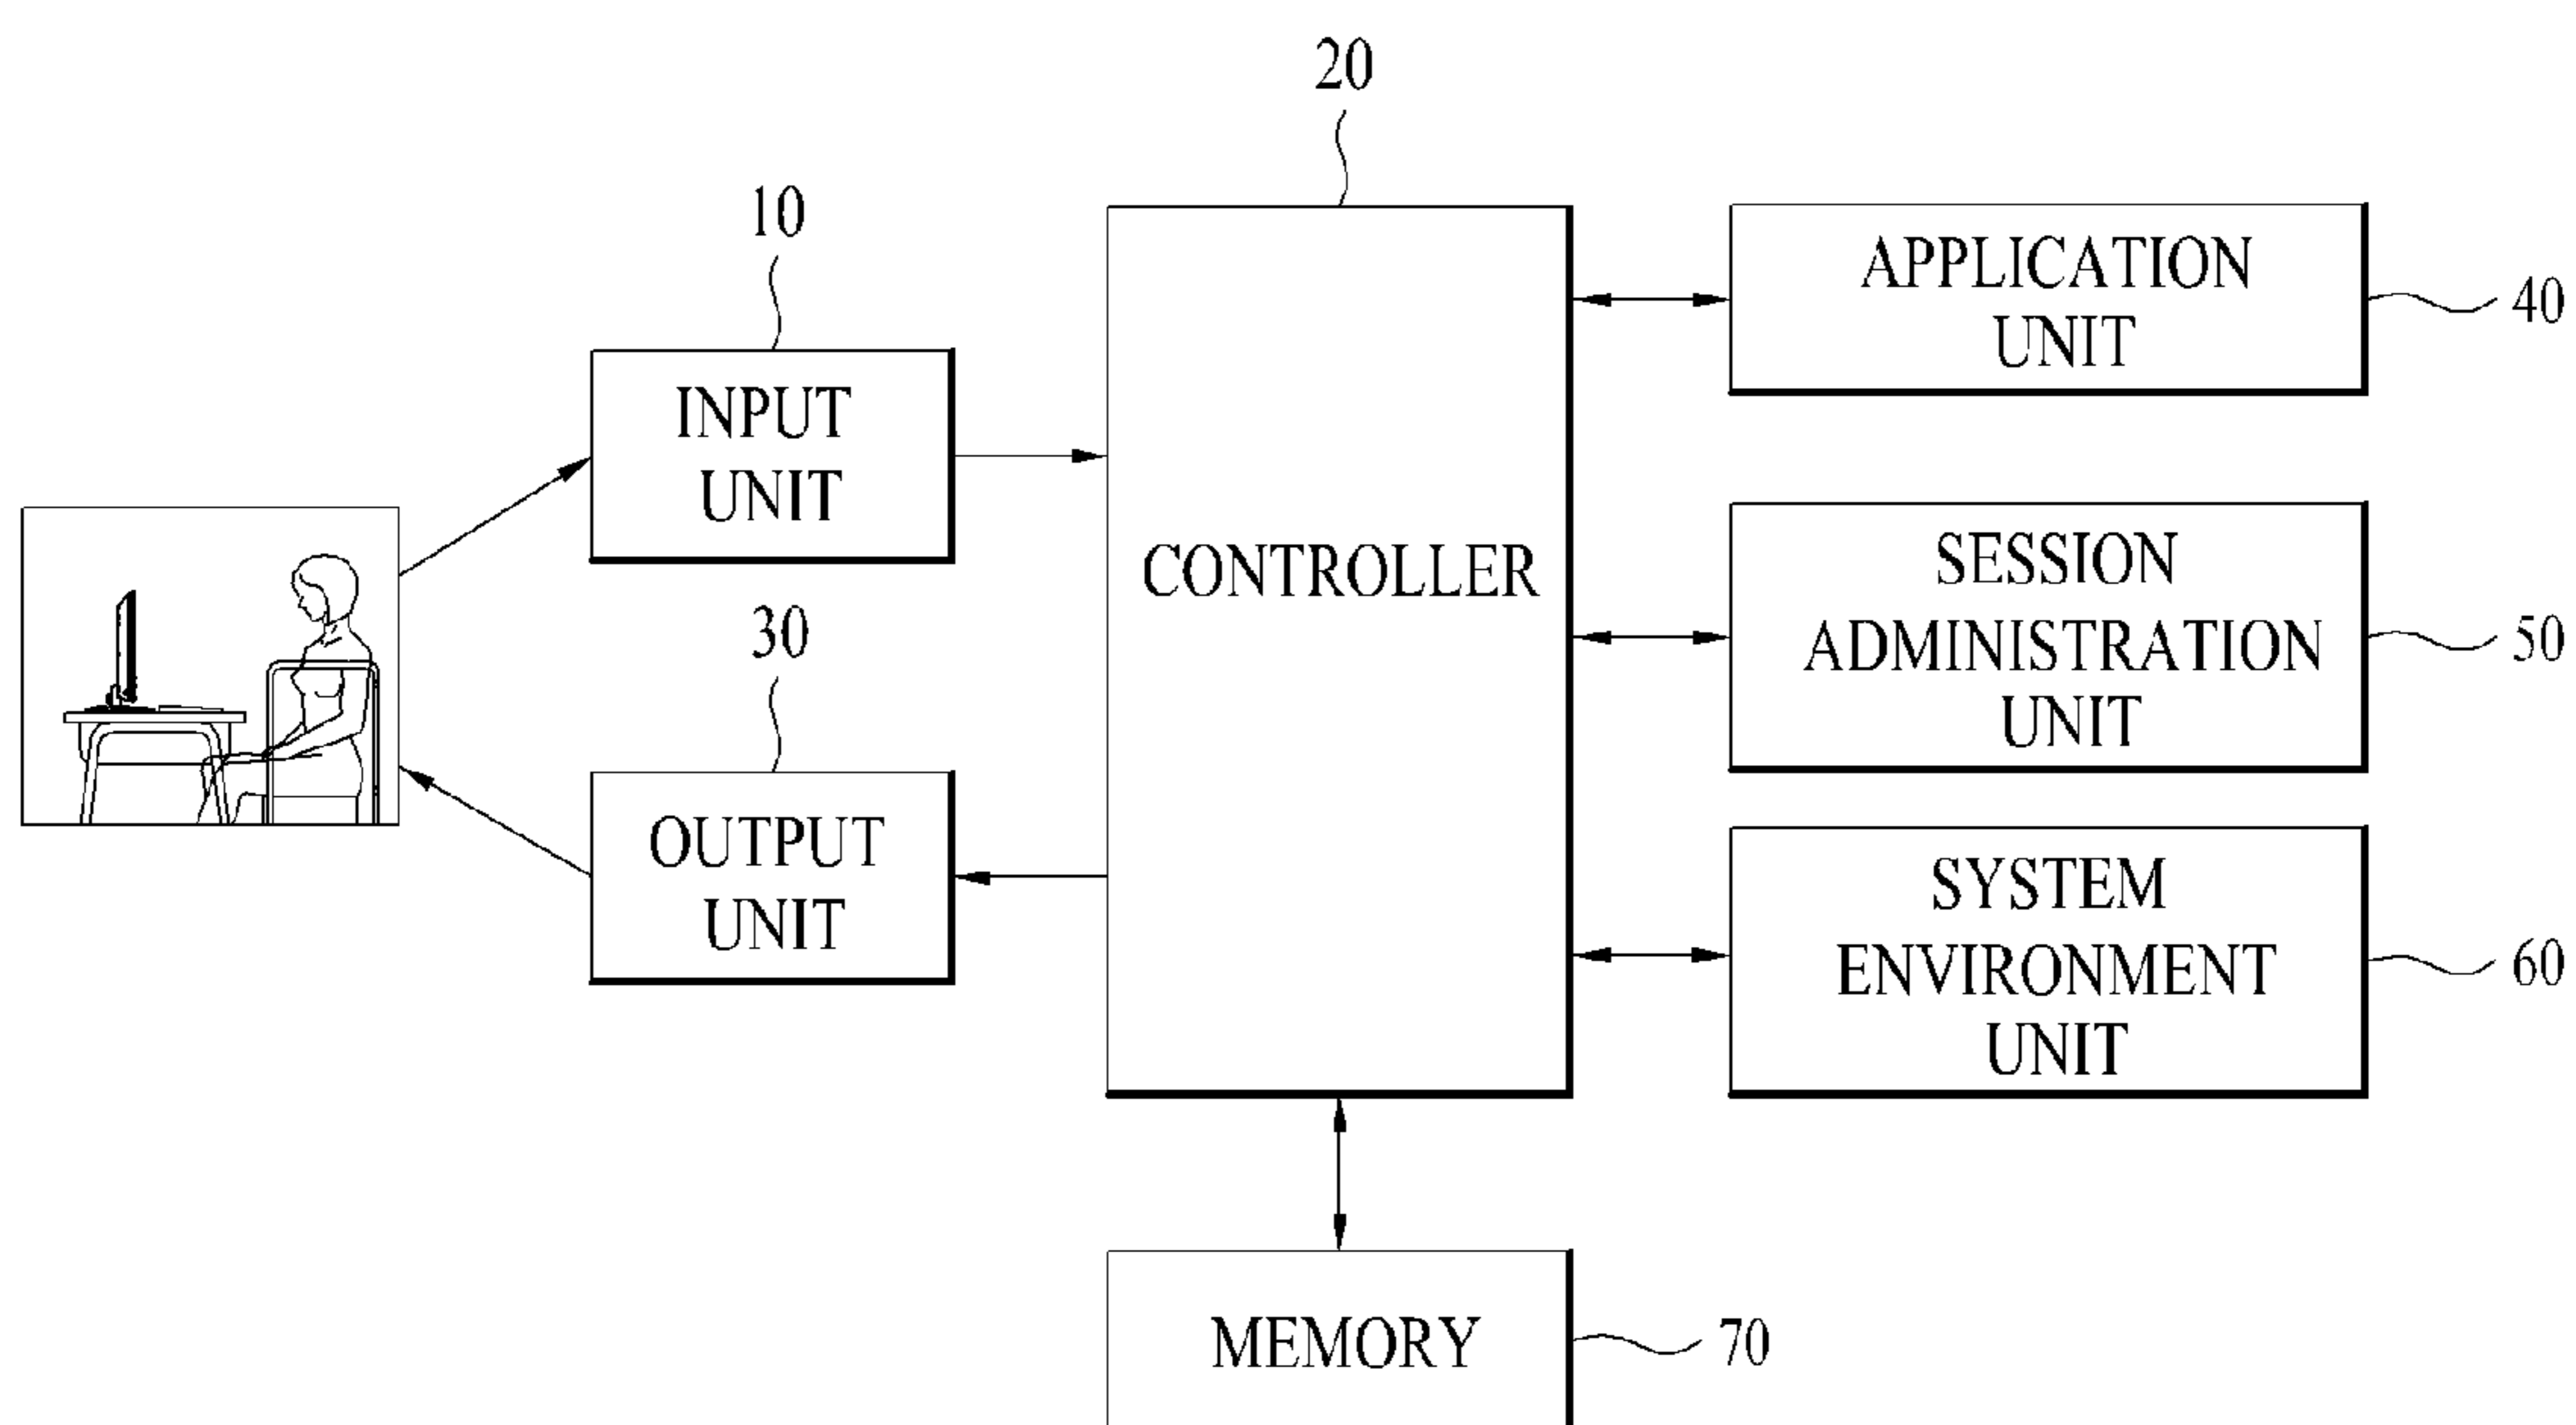 20
10
INPUT
UNIT
30
OUTPUT
UNIT
CONTROLLER
APPLICATION
UNIT
40
SESSION
ADMINISTRATION
UNIT
50
SYSTEM
ENVIRONMENT
UNIT
60
MEMORY
70